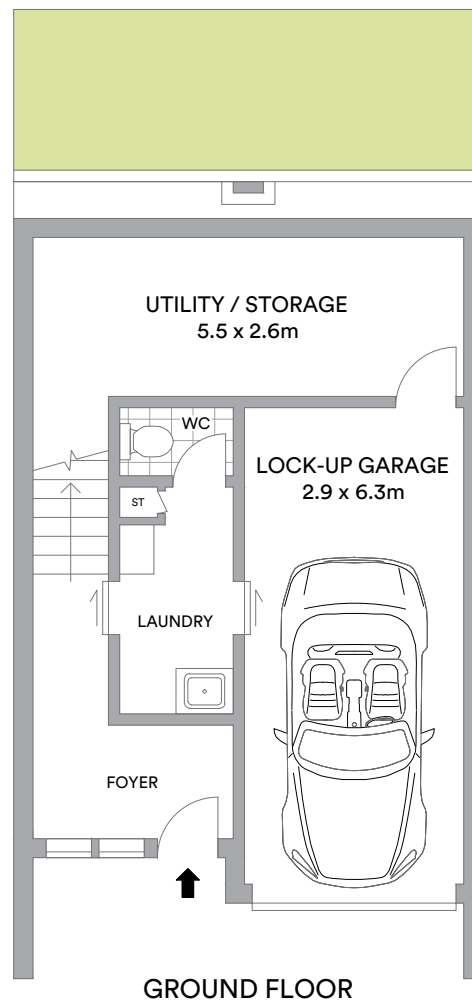 UTILITY / STORAGE
5.5 x 2.6m
WC
LOCK-UP GARAGE
2.9 x 6.3m
ST
LAUNDRY
FOYER
GROUND FLOOR